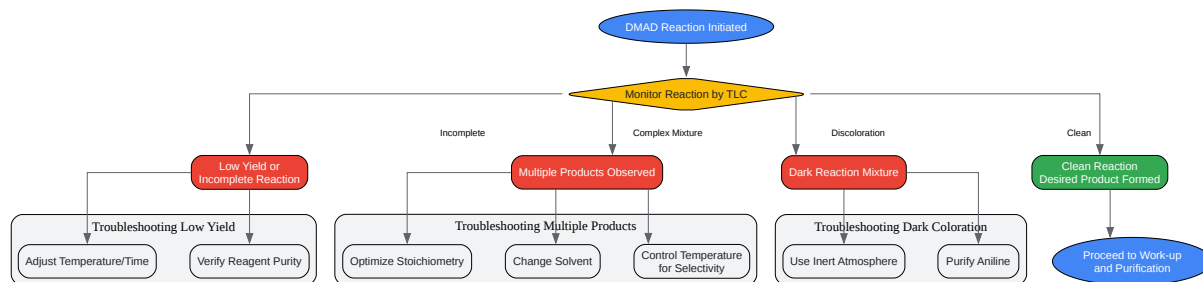 DMAD Reaction Initiated
Monitor Reaction by TLC
Incomplete
Complex Mixture
Discoloration
Clean
Low Yield or
Incomplete Reaction
Multiple Products Observed
Dark Reaction Mixture
Clean Reaction
Desired Product Formed
Troubleshooting Low Yield
Troubleshooting Multiple Products
Troubleshooting Dark Coloration
Adjust Temperature/Time
Verify Reagent Purity
Optimize Stoichiometry
Change Solvent
Control Temperature
for Selectivity
Use Inert Atmosphere
Purify Aniline
Proceed to Work-up
and Purification